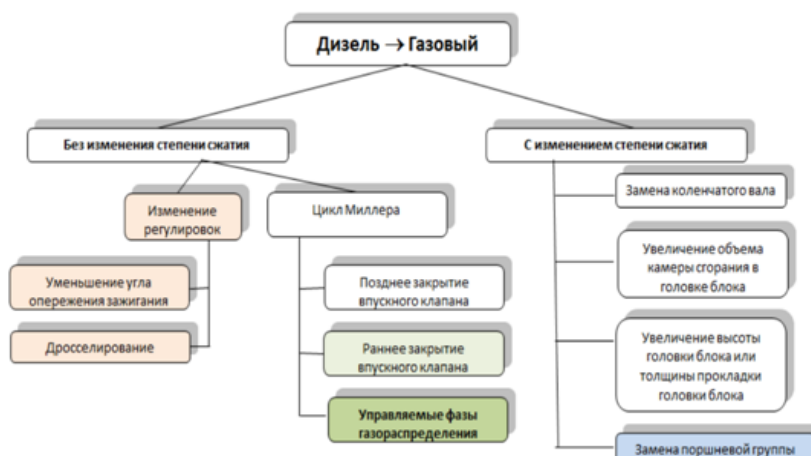 Дизель → Газовый
Без изменения степени сжатия
С изменением степени сжатия
Изменение
регулировок
Цикл Миллера
Замена коленчатого вала
Уменьшение угла
опережения зажигания
Позднее закрытие
впускного клапана
Увеличение объема
камеры сгорания в
головке блока
Дросселирование
Раннее закрытие
впускного клапана
Увеличение высоты
головки блока или
толщины прокладки
головки блока
Управляемые фазы
газораспределения
Замена поршневой группы